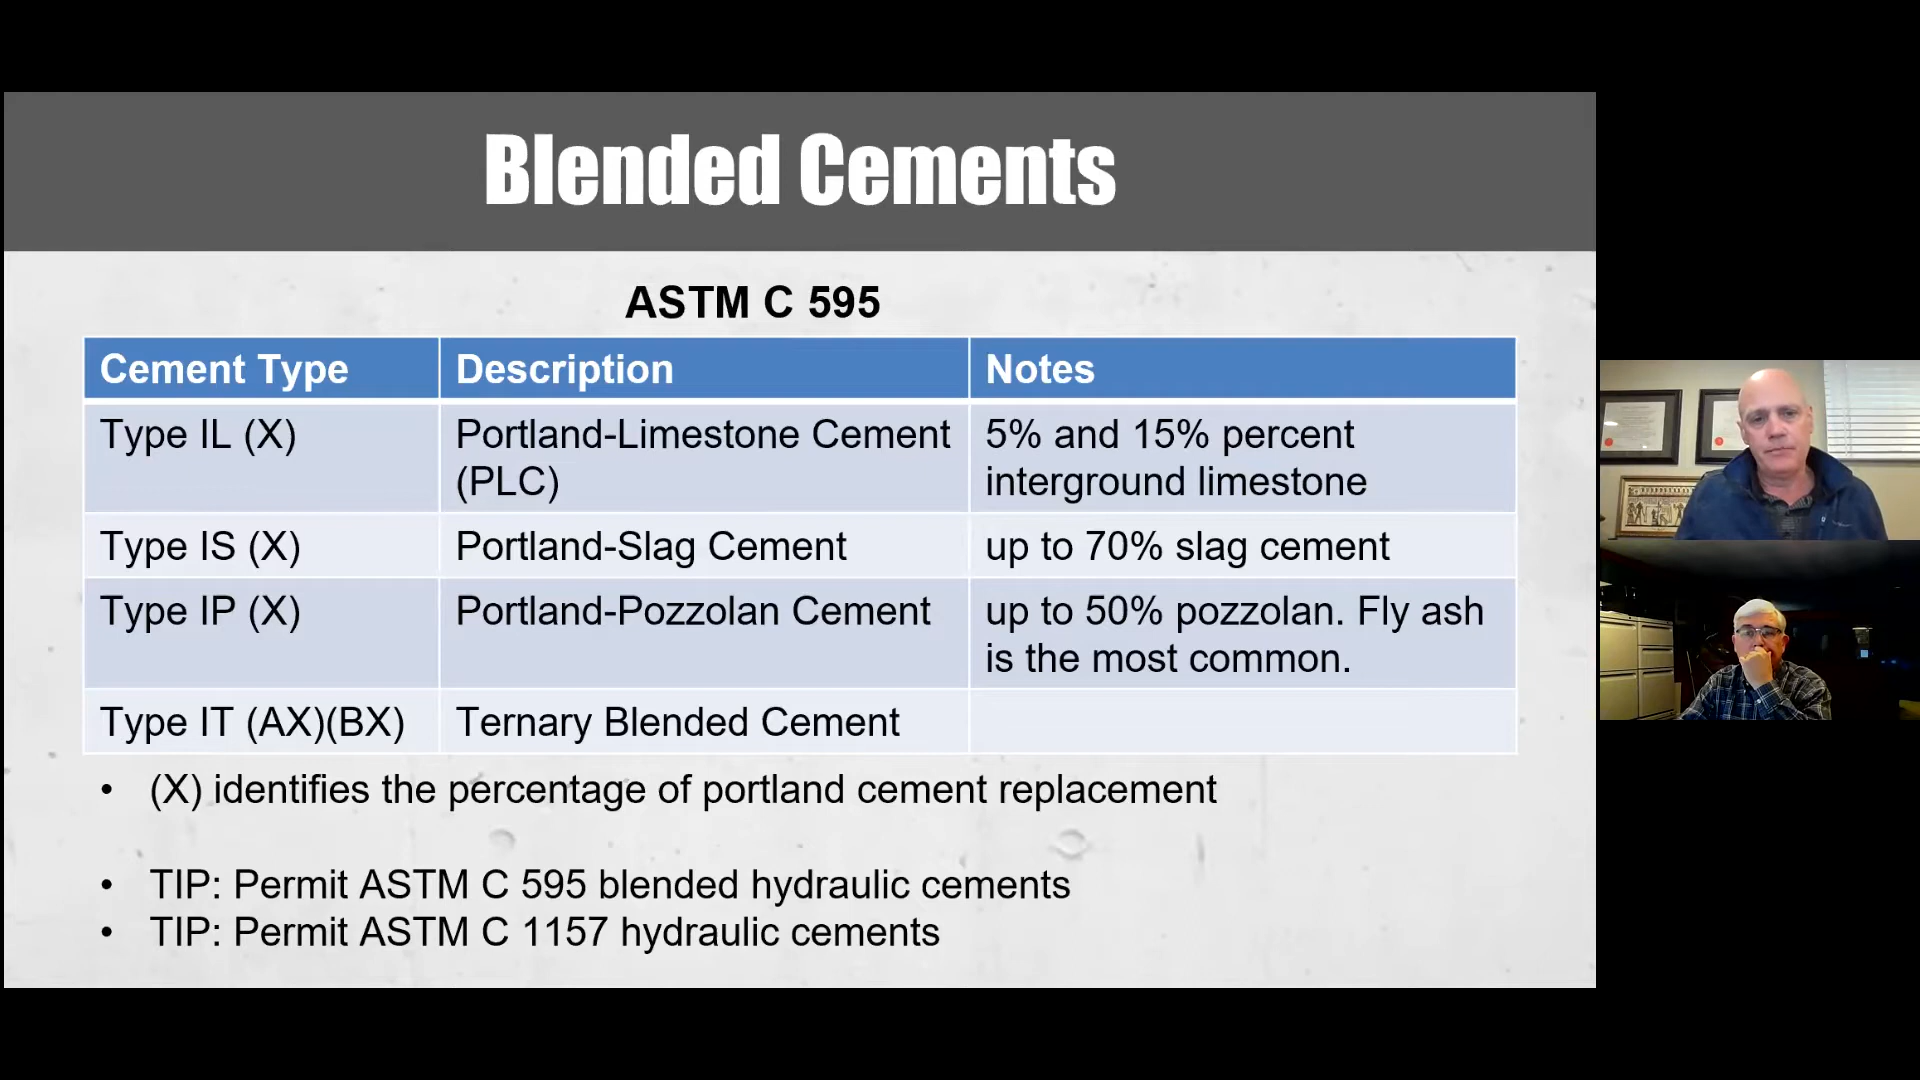 Blended Cements
ASTM C 595
Cement Type Description Notes
Type IL (X) Portland-Limestone Cement 5% and 15% percent
(PLC) interground limestone
Type IS (X) Portland-Slag Cement up to 70% slag cement
Type IP (X) Portland-Pozzolan Cement up to 50% pozzolan. Fly ash
is the most common.
Type IT (AX)(BX) Ternary Blended Cement
• (X) identifies the percentage of portland cement replacement
• TIP: Permit ASTM C 595 blended hydraulic cements
• TIP: Permit ASTM C 1157 hydraulic cements